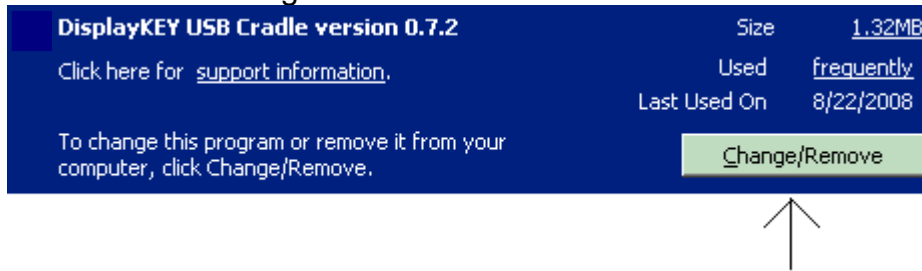 DisplayKEY USB Cradle version 0.7.2
Size 1.32MB
Click here for support information.
Used frequently
Last Used On 8/22/2008
To change this program or remove it from your
computer, click Change/Remove.
Change/Remove